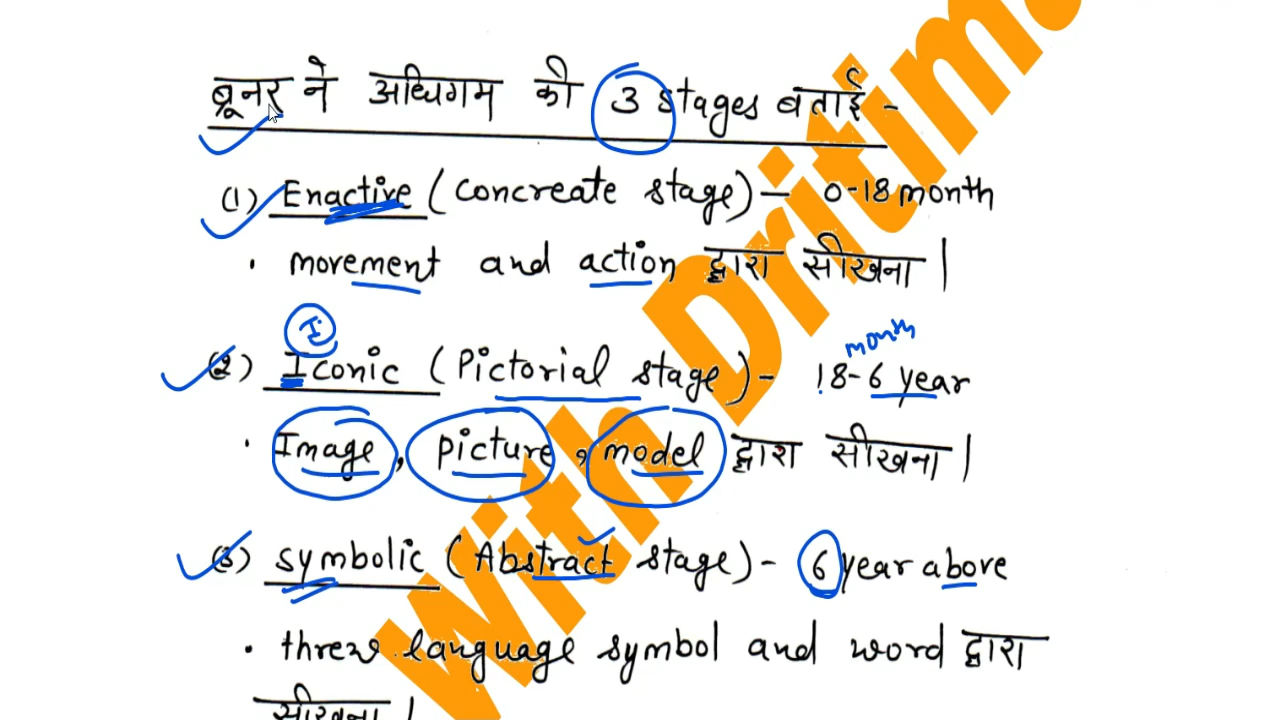 ब्रूनर ने अधिगम की 3 stages बताई -
(1) Enactive (concreate stage) - 0-18 month
· movement and action द्वारा सीखना |
I
month
(2) Iconic (Pictorial stage) - 18-6 year
· Image, picture, model द्वारा सीखना |
(3) symbolic (Abstract stage) - 6 year above
· threw language symbol and word द्वारा
सीखना |
With Dritim